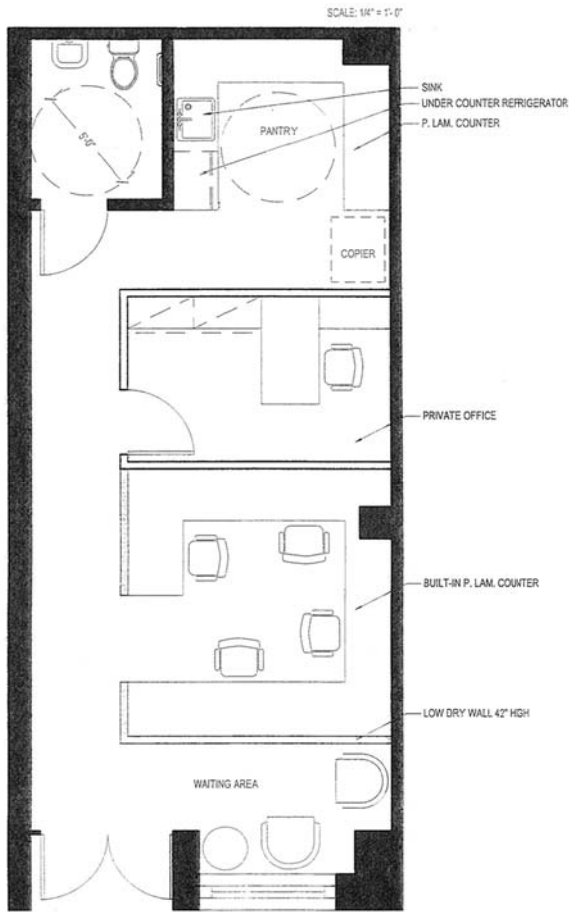 SCALE: 1/4" = 1'- 0"
SINK
UNDER COUNTER REFRIGERATOR
P. LAM. COUNTER
PANTRY
5'-0"
COPIER
PRIVATE OFFICE
BUILT-IN P. LAM. COUNTER
LOW DRY WALL 42" HGH
WAITING AREA